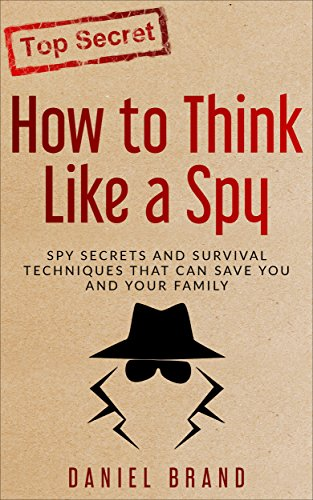 Top Secret
How to Think
Like a Spy
SPY SECRETS AND SURVIVAL
TECHNIQUES THAT CAN SAVE YOU
AND YOUR FAMILY
DANIEL BRAND